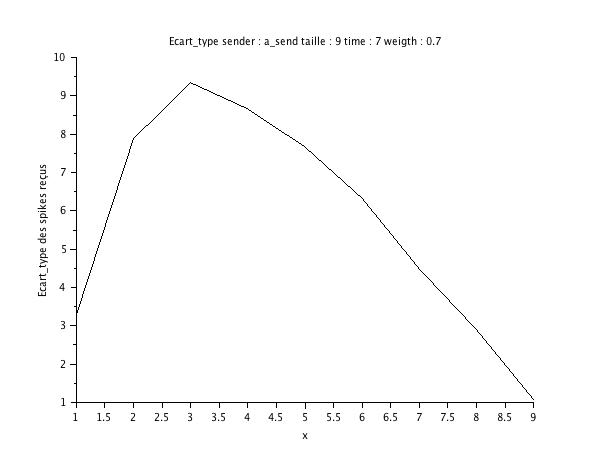 Ecart_type sender : a_send taille : 9 time : 7 weigth : 0.7
10
9
8
7
6
5
4
3
2
1
Ecart_type des spikes reçus
1 1.5 2 2.5 3 3.5 4 4.5 5 5.5 6 6.5 7 7.5 8 8.5 9
x